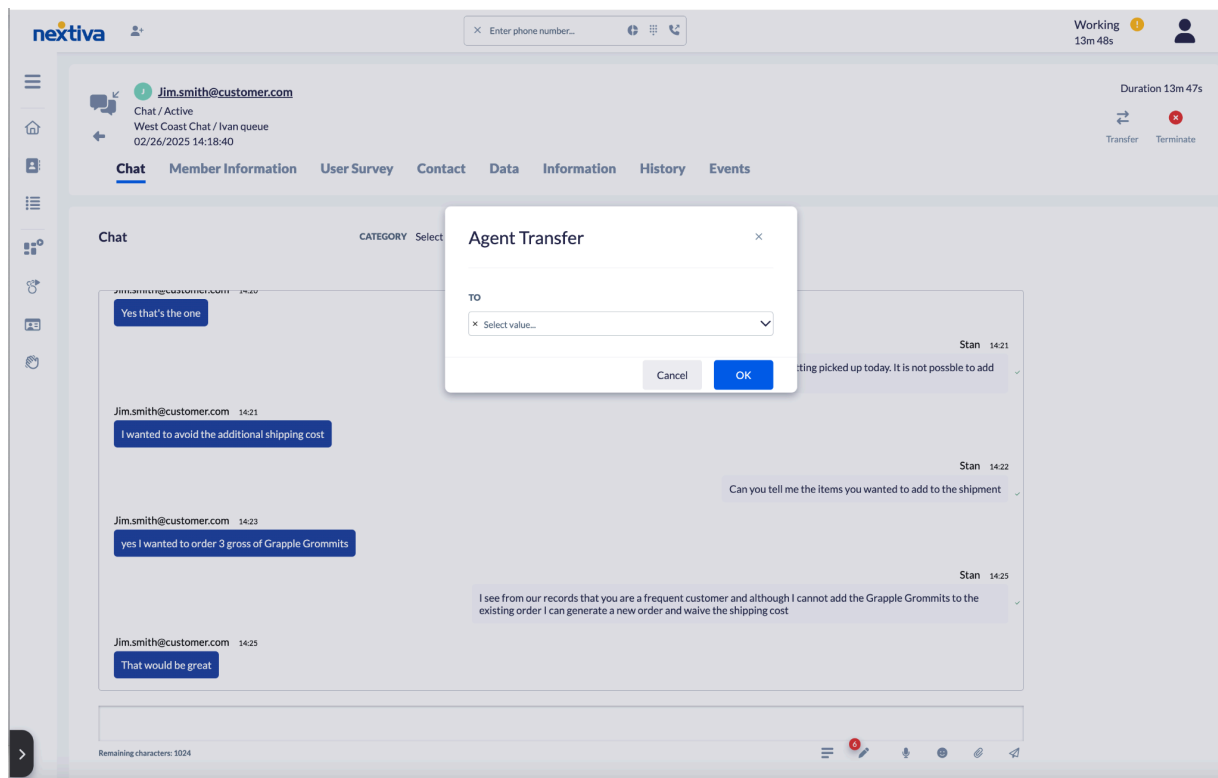 nextiva
Enter phone number...
Working
13m 48s
Jim.smith@customer.com
Chat / Active
West Coast Chat / Ivan queue
02/26/2025 14:18:40
Duration 13m 47s
Transfer Terminate
Chat Member Information User Survey Contact Data Information History Events
Chat
CATEGORY Select
Agent Transfer
TO
Select value...
Cancel OK
Jim.smith@customer.com 14:20
Yes that's the one
Stan 14:21
picked up today. It is not possble to add
Jim.smith@customer.com 14:21
I wanted to avoid the additional shipping cost
Stan 14:22
Can you tell me the items you wanted to add to the shipment
Jim.smith@customer.com 14:23
yes I wanted to order 3 gross of Grapple Grommits
Stan 14:25
I see from our records that you are a frequent customer and although I cannot add the Grapple Grommits to the
existing order I can generate a new order and waive the shipping cost
Jim.smith@customer.com 14:25
That would be great
Remaining characters: 1024
6